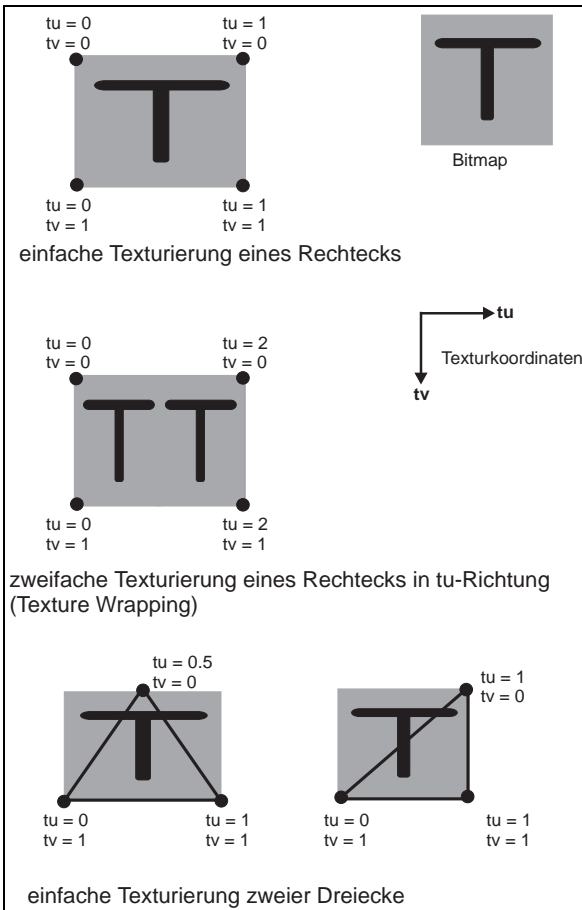 tu = 0
tv = 0
tu = 1
tv = 0
T
T
Bitmap
tu = 0
tv = 1
tu = 1
tv = 1
einfache Texturierung eines Rechtecks
tu
Texturkoordinaten
tv
tu = 0
tv = 0
tu = 2
tv = 0
T T
tu = 0
tv = 1
tu = 2
tv = 1
zweifache Texturierung eines Rechtecks in tu-Richtung
(Texture Wrapping)
tu = 0.5
tv = 0
T
tu = 0
tv = 1
tu = 1
tv = 1
tu = 1
tv = 0
T
tu = 0
tv = 1
tu = 1
tv = 1
einfache Texturierung zweier Dreiecke